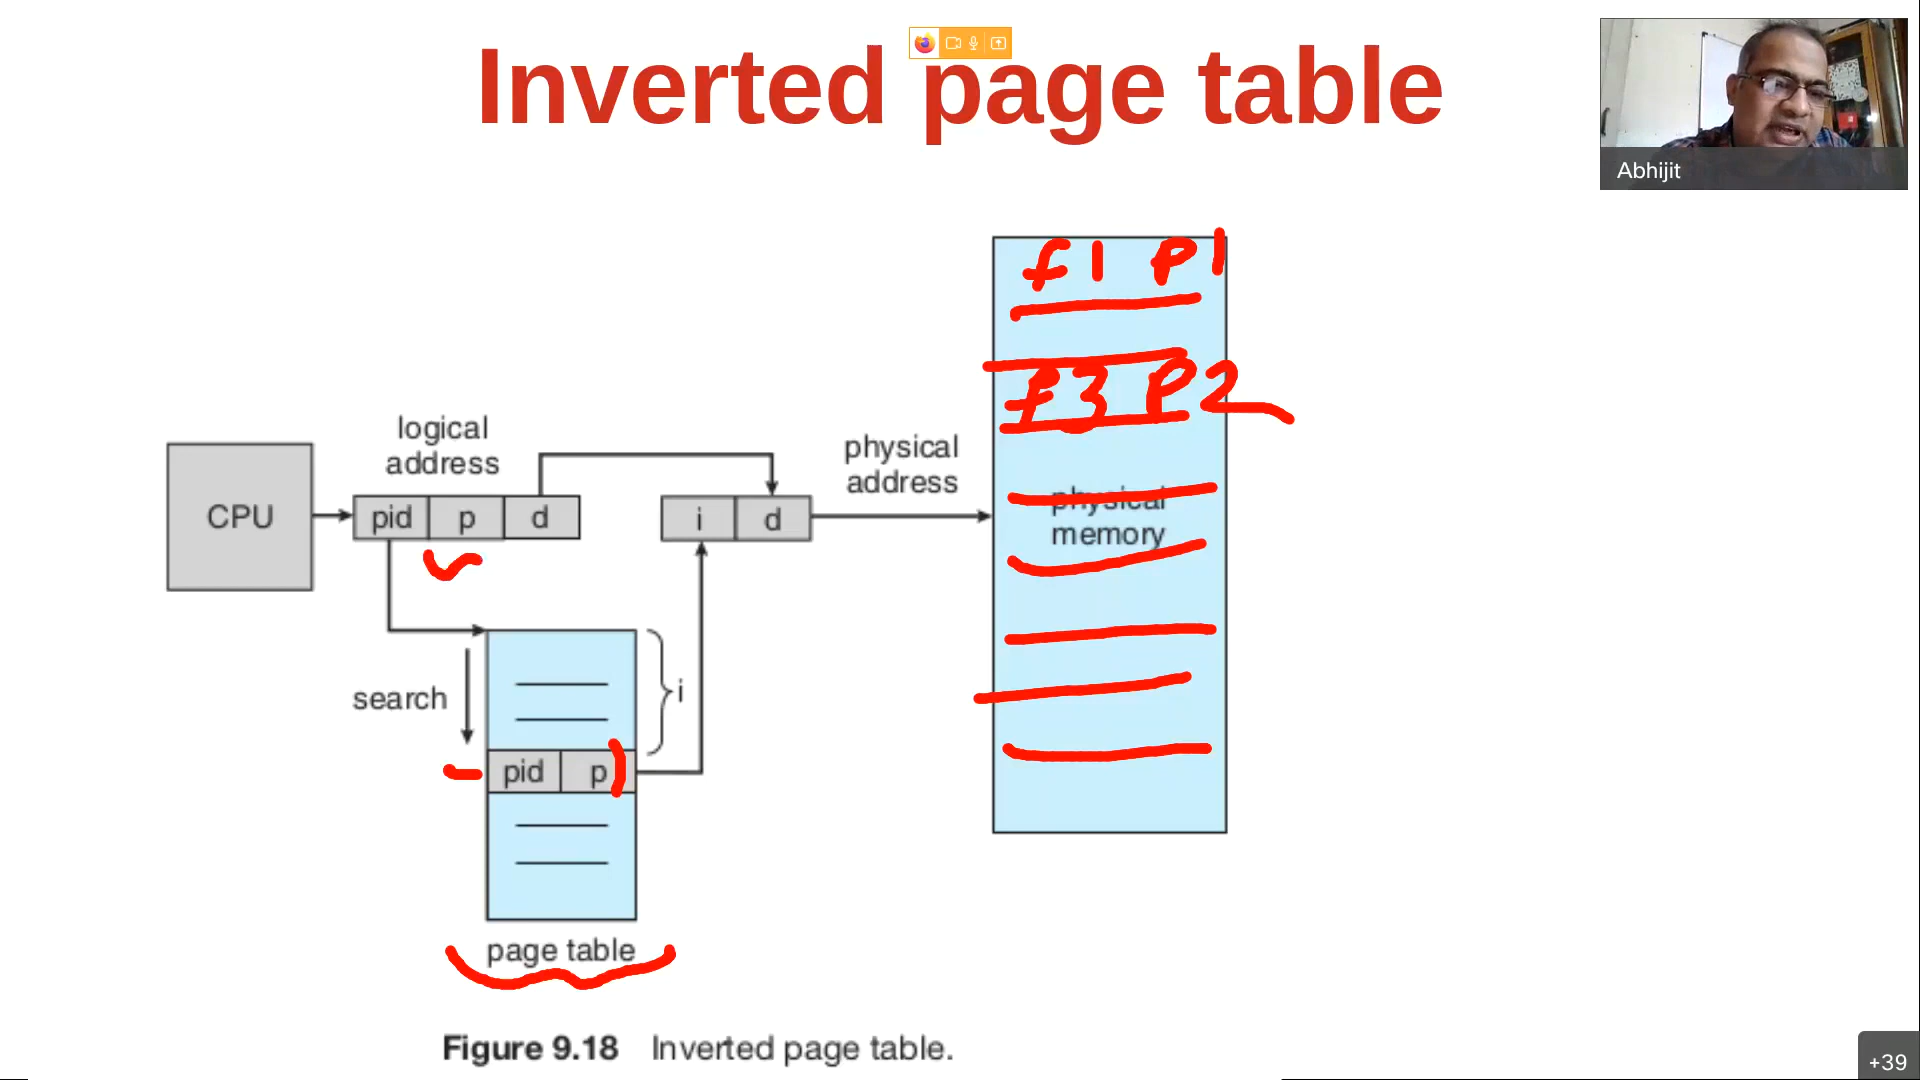 Inverted page table
Abhijit
f1 p1
f3 p2
logical
address
physical
address
CPU
pid p d
i d
physical
memory
search
i
pid p
page table
Figure 9.18 Inverted page table.
+39